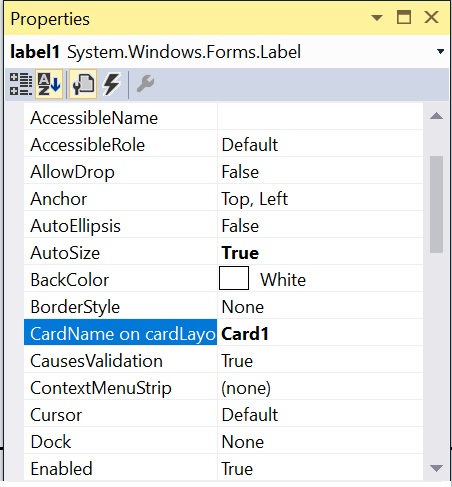 Properties
label1 System.Windows.Forms.Label
AccessibleName
AccessibleRole Default
AllowDrop False
Anchor Top, Left
AutoEllipsis False
AutoSize True
BackColor White
BorderStyle None
CardName on cardLayo Card1
CausesValidation True
ContextMenuStrip (none)
Cursor Default
Dock None
Enabled True